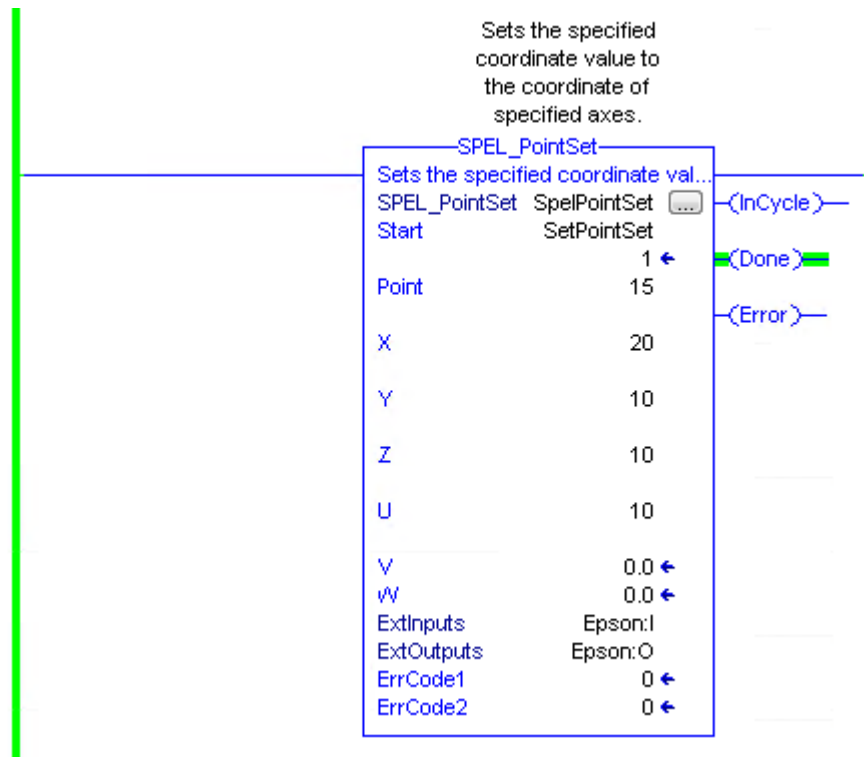 Sets the specified
coordinate value to
the coordinate of
specified axes.
SPEL_PointSet
Sets the specified coordinate val...
SPEL_PointSet SpelPointSet ... (InCycle)
Start SetPointSet
1 (Done)
Point 15
(Error)
X 20
Y 10
Z 10
U 10
V 0.0
W 0.0
ExtInputs Epson:I
ExtOutputs Epson:O
ErrCode1 0
ErrCode2 0